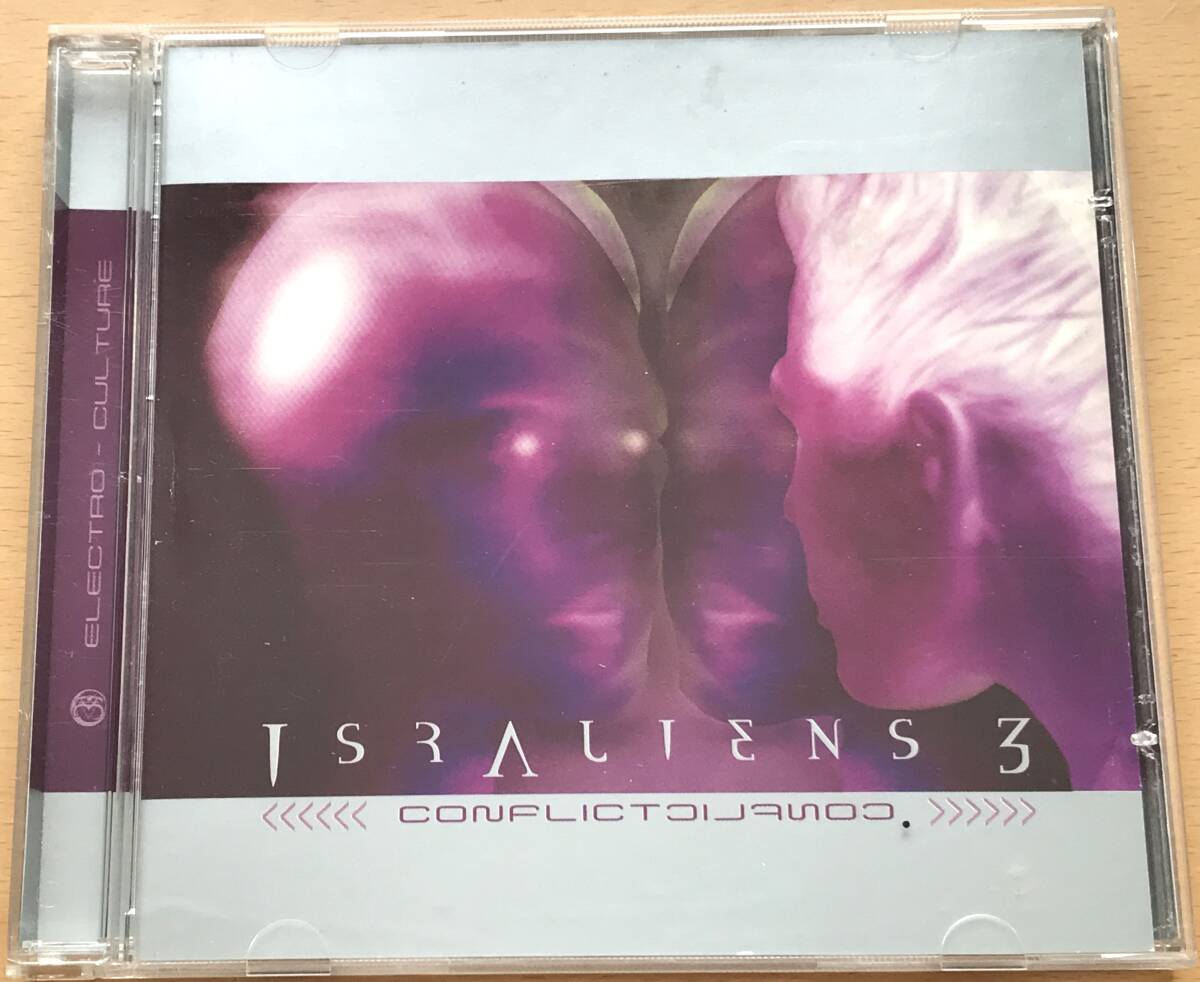 ELECTRO - CULTURE
ISRALIENS 3
<<<<<< CONFLICTCILFNOC. >>>>>>